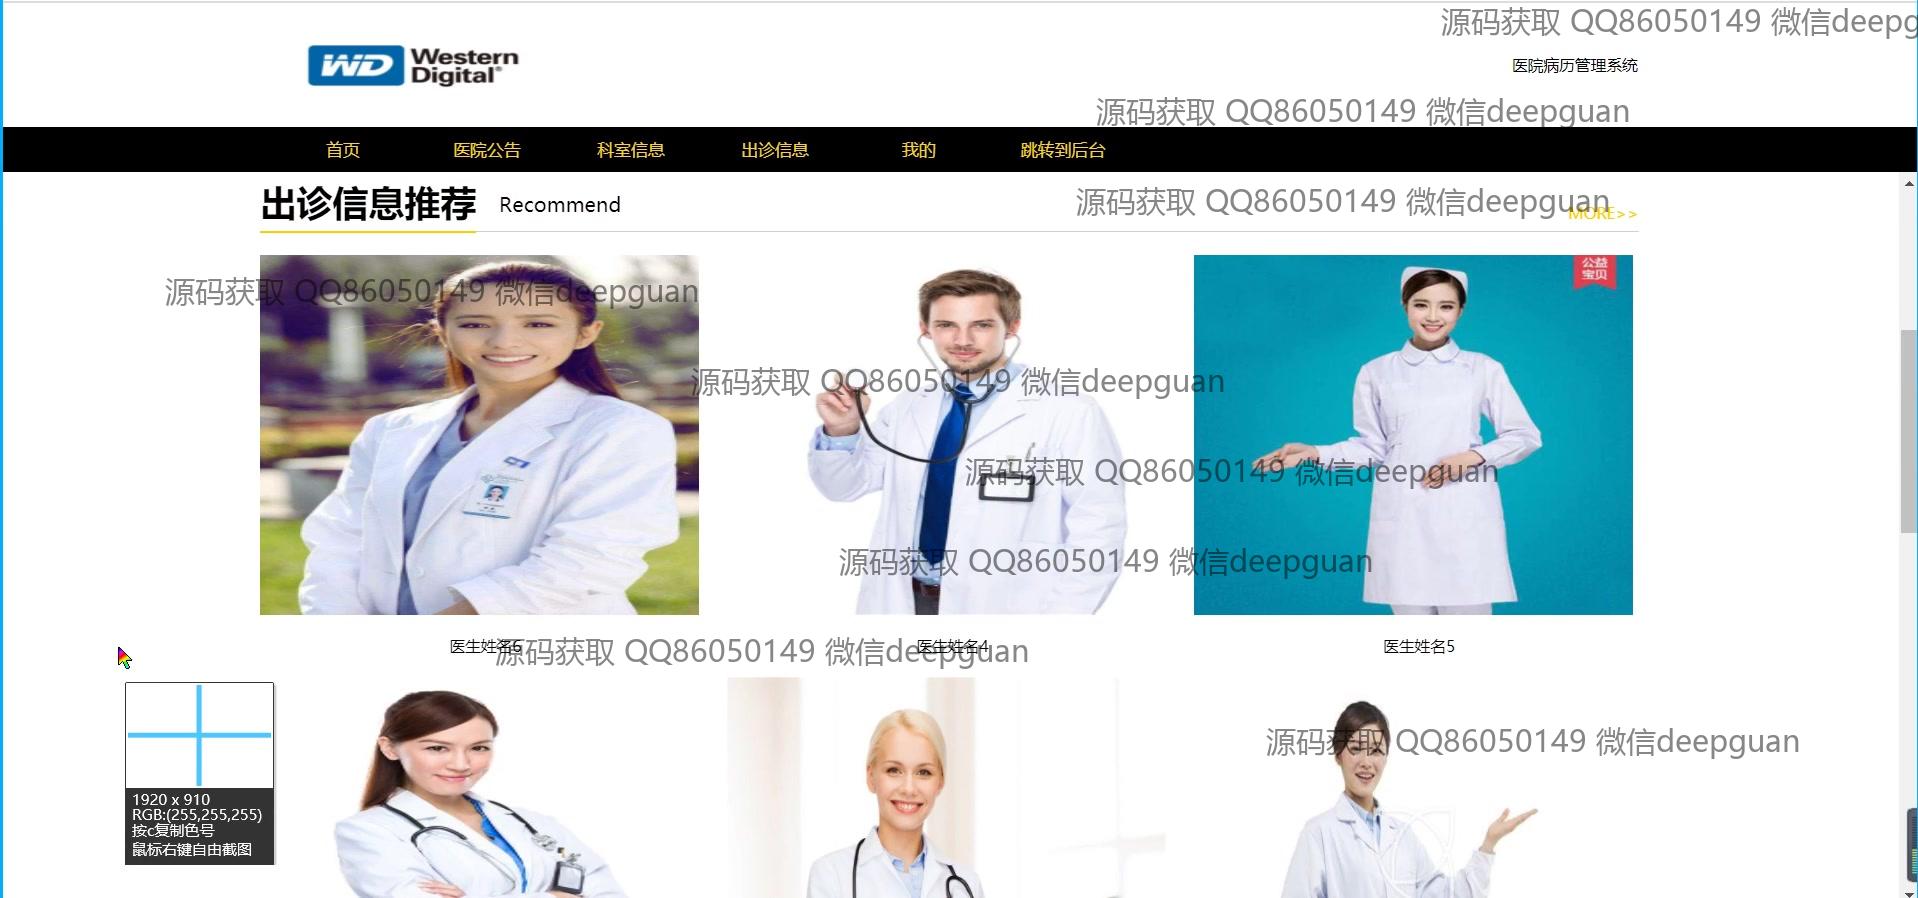 源码获取 QQ86050149 微信deepg
WD Western
Digital®
医院病历管理系统
源码获取 QQ86050149 微信deepguan
首页 医院公告 科室信息 出诊信息 我的 跳转到后台
出诊信息推荐 Recommend
源码获取 QQ86050149 微信deepguan
MORE>>
公益
宝贝
源码获取 QQ86050149 微信deepguan
源码获取 QQ86050149 微信deepguan
源码获取 QQ86050149 微信deepguan
源码获取 QQ86050149 微信deepguan
医生姓名6 医生姓名4 医生姓名5
源码获取 QQ86050149 微信deepguan
源码获取 QQ86050149 微信deepguan
1920 x 910
RGB:(255,255,255)
按c复制色号
鼠标右键自由截图